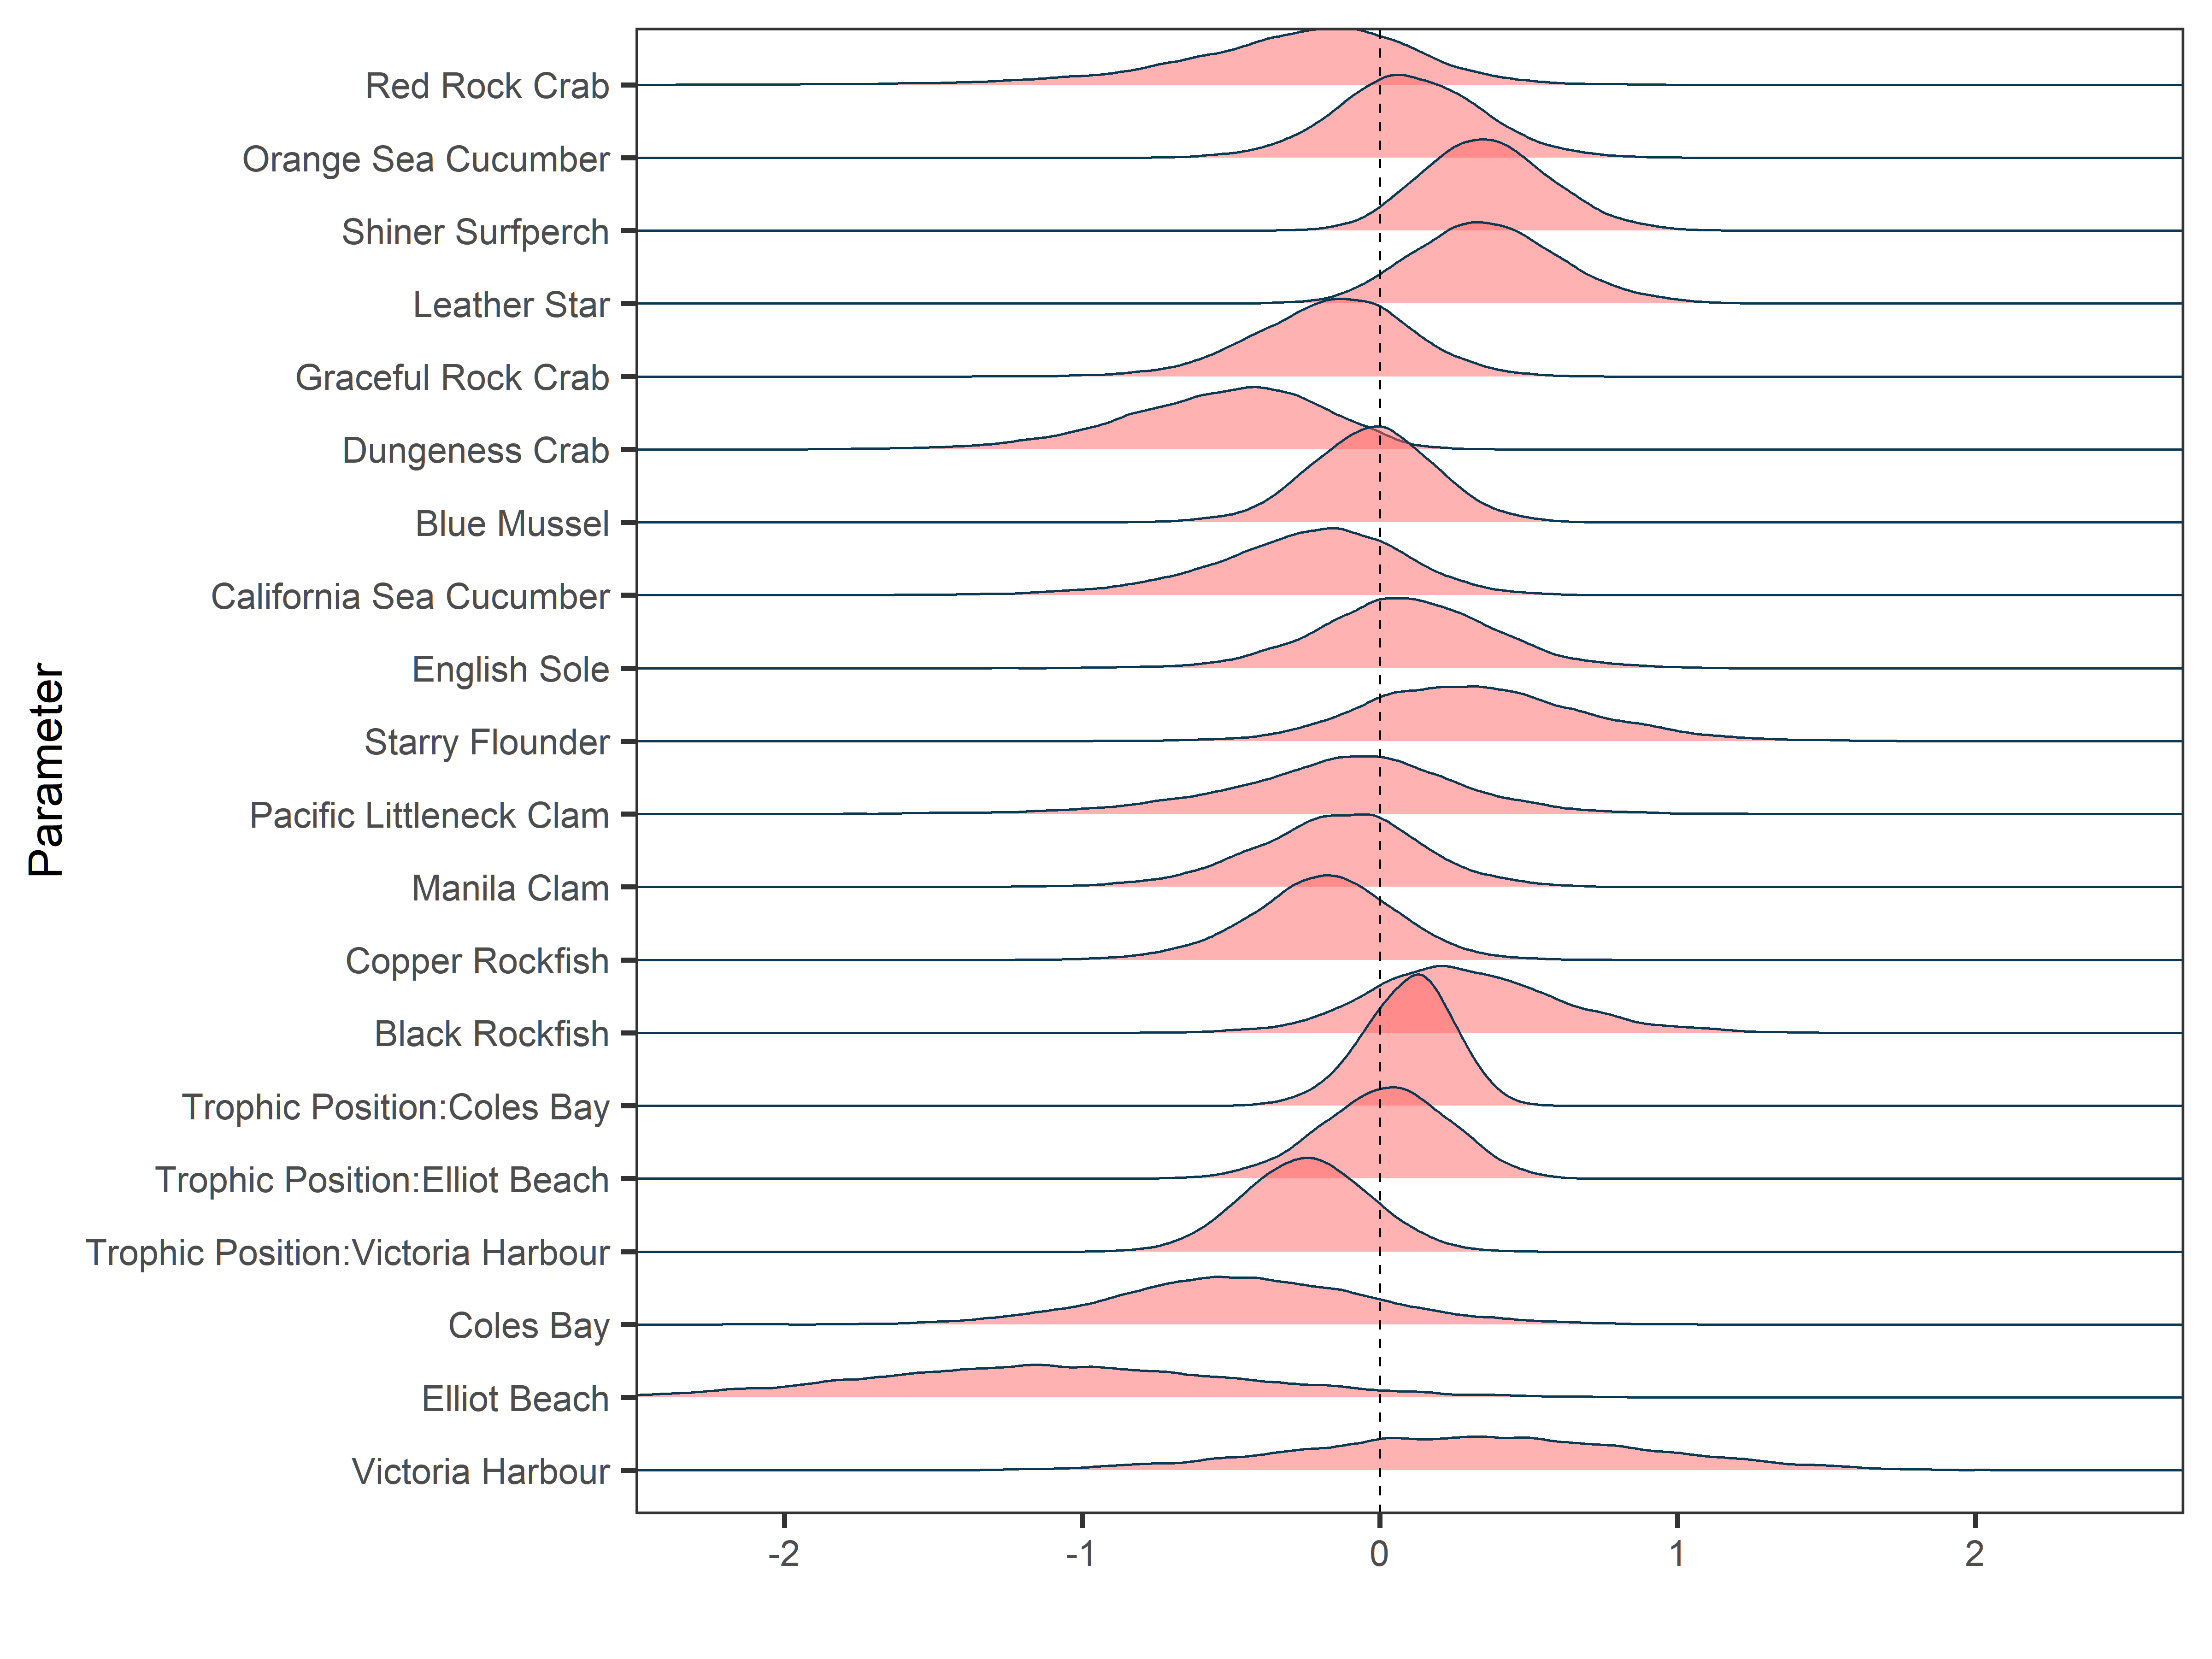 Parameter
Red Rock Crab
Orange Sea Cucumber
Shiner Surfperch
Leather Star
Graceful Rock Crab
Dungeness Crab
Blue Mussel
California Sea Cucumber
English Sole
Starry Flounder
Pacific Littleneck Clam
Manila Clam
Copper Rockfish
Black Rockfish
Trophic Position:Coles Bay
Trophic Position:Elliot Beach
Trophic Position:Victoria Harbour
Coles Bay
Elliot Beach
Victoria Harbour
-2 -1 0 1 2